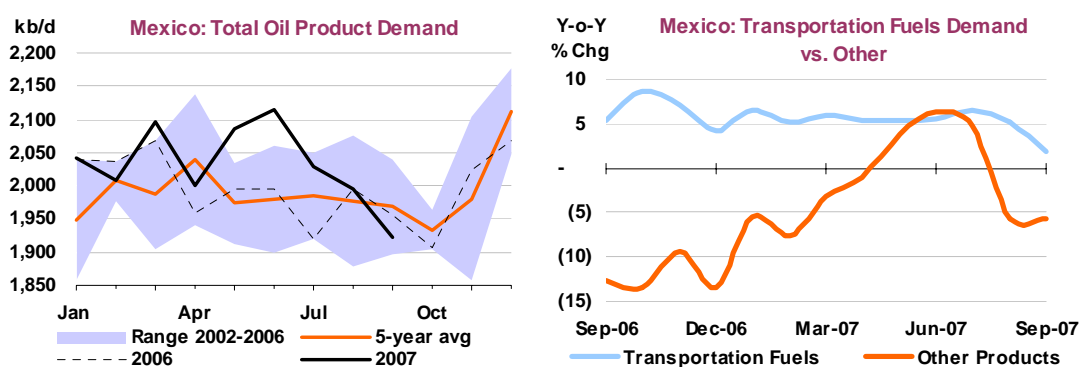 kb/d
Mexico: Total Oil Product Demand
2,200
2,150
2,100
2,050
2,000
1,950
1,900
1,850
Jan
Apr
Jul
Oct
Range 2002-2006
5-year avg
2006
2007
Y-o-Y
% Chg
Mexico: Transportation Fuels Demand
vs. Other
10
5
-
(5)
(10)
(15)
Sep-06
Dec-06
Mar-07
Jun-07
Sep-07
Transportation Fuels
Other Products